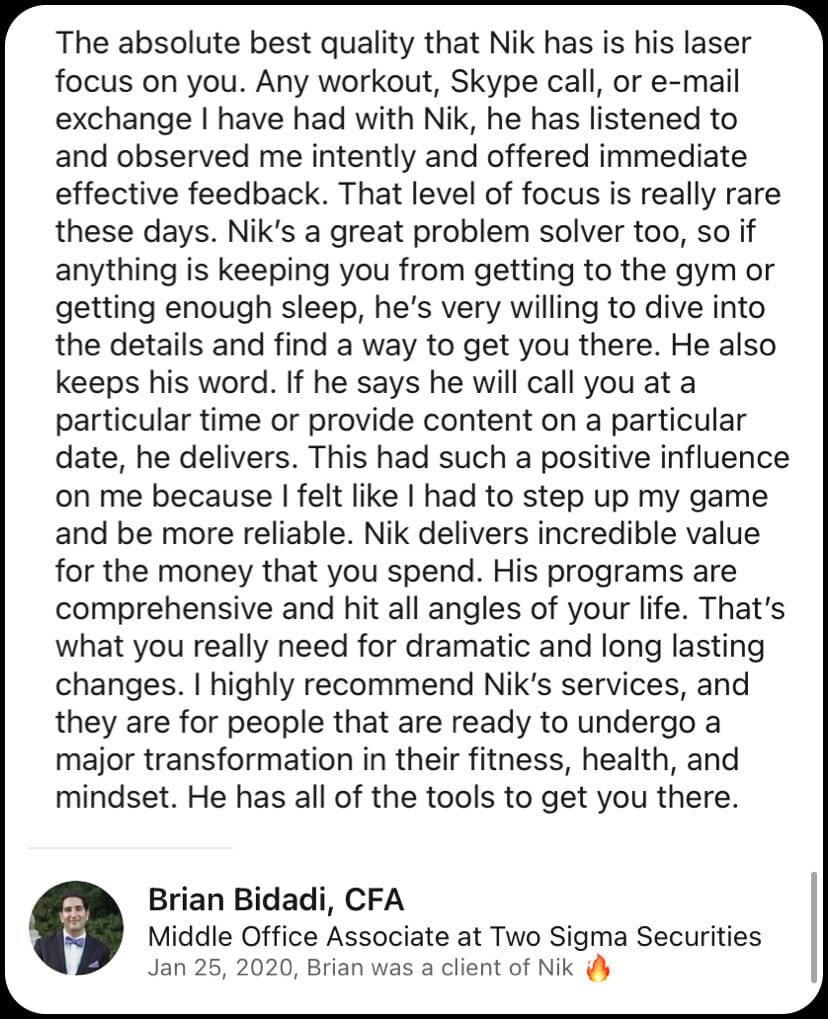 The absolute best quality that Nik has is his laser
focus on you. Any workout, Skype call, or e-mail
exchange I have had with Nik, he has listened to
and observed me intently and offered immediate
effective feedback. That level of focus is really rare
these days. Nik’s a great problem solver too, so if
anything is keeping you from getting to the gym or
getting enough sleep, he’s very willing to dive into
the details and find a way to get you there. He also
keeps his word. If he says he will call you at a
particular time or provide content on a particular
date, he delivers. This had such a positive influence
on me because I felt like I had to step up my game
and be more reliable. Nik delivers incredible value
for the money that you spend. His programs are
comprehensive and hit all angles of your life. That’s
what you really need for dramatic and long lasting
changes. I highly recommend Nik’s services, and
they are for people that are ready to undergo a
major transformation in their fitness, health, and
mindset. He has all of the tools to get you there.
Brian Bidadi, CFA
Middle Office Associate at Two Sigma Securities
Jan 25, 2020, Brian was a client of Nik 🔥